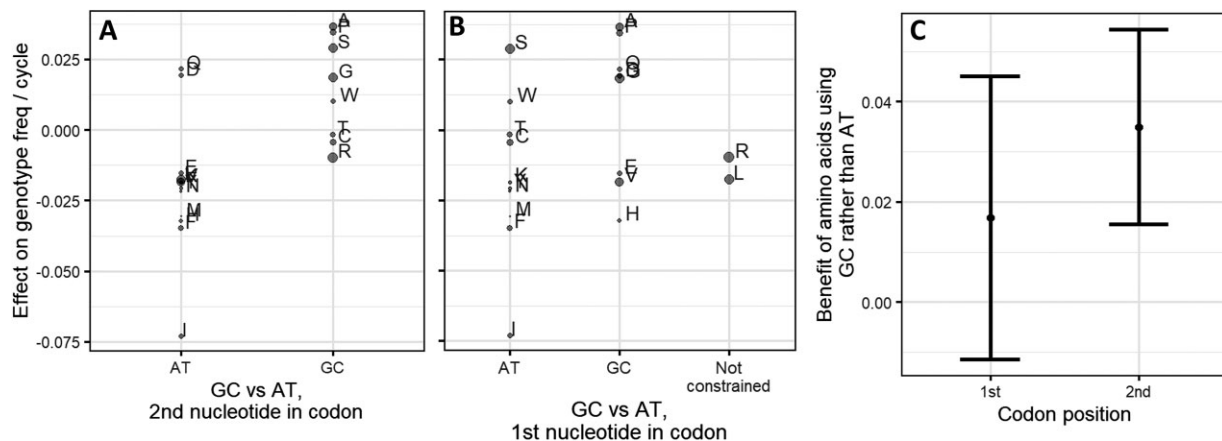 A
B
C
Effect on genotype freq / cycle
0.025
0.000
-0.025
-0.050
-0.075
S
G
W
T
C
R
M
F
I
AT
GC
GC vs AT,
2nd nucleotide in codon
S
W
T
C
M
F
I
E
V
H
R
L
AT
GC
Not
constrained
GC vs AT,
1st nucleotide in codon
Benefit of amino acids using
GC rather than AT
0.04
0.02
0.00
1st
2nd
Codon position